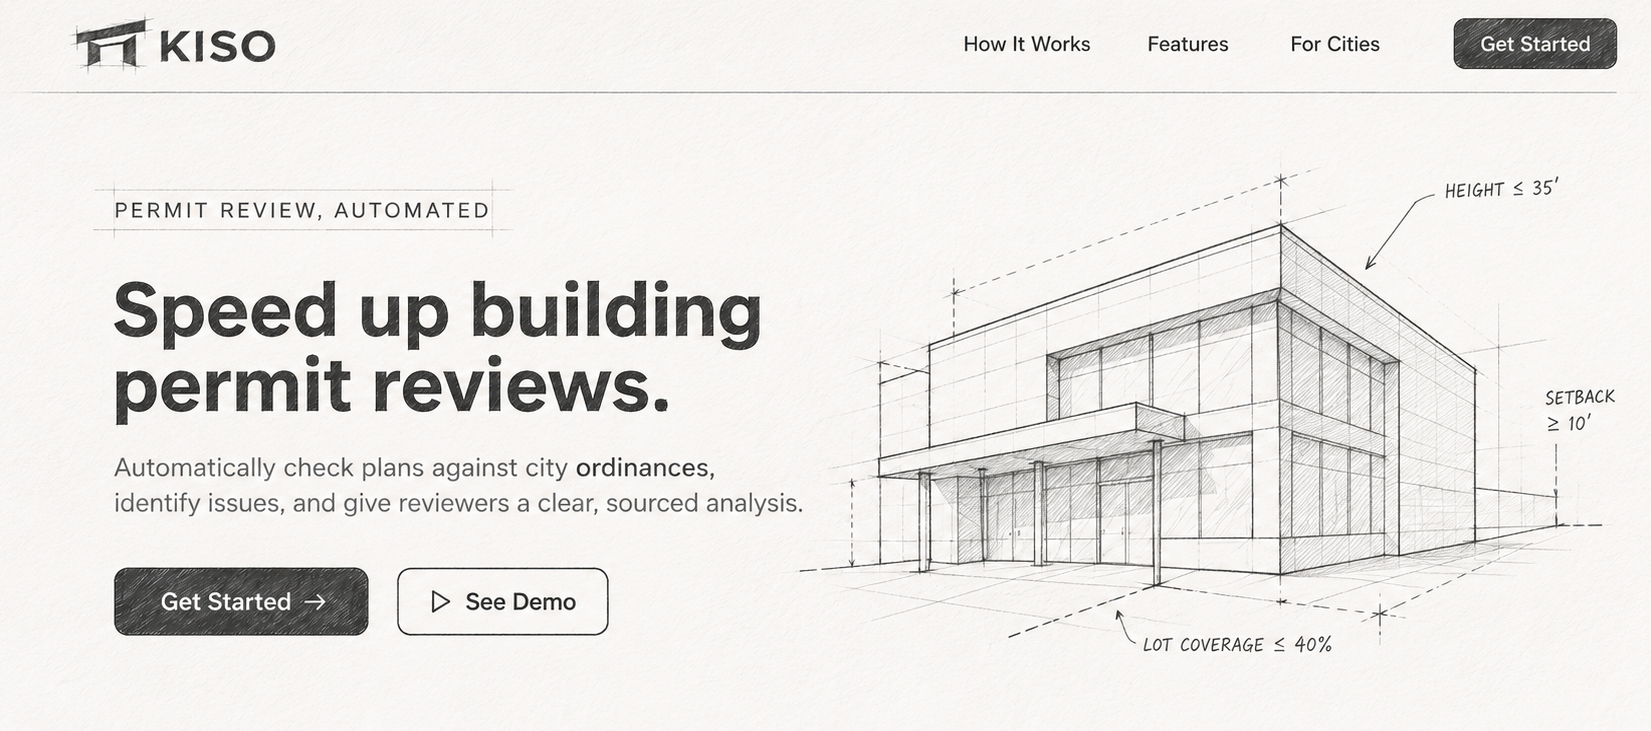 KISO
How It Works
Features
For Cities
Get Started
PERMIT REVIEW, AUTOMATED
Speed up building
permit reviews.
Automatically check plans against city ordinances,
identify issues, and give reviewers a clear, sourced analysis.
Get Started →
See Demo
HEIGHT ≤ 35'
SETBACK
≥ 10'
LOT COVERAGE ≤ 40%